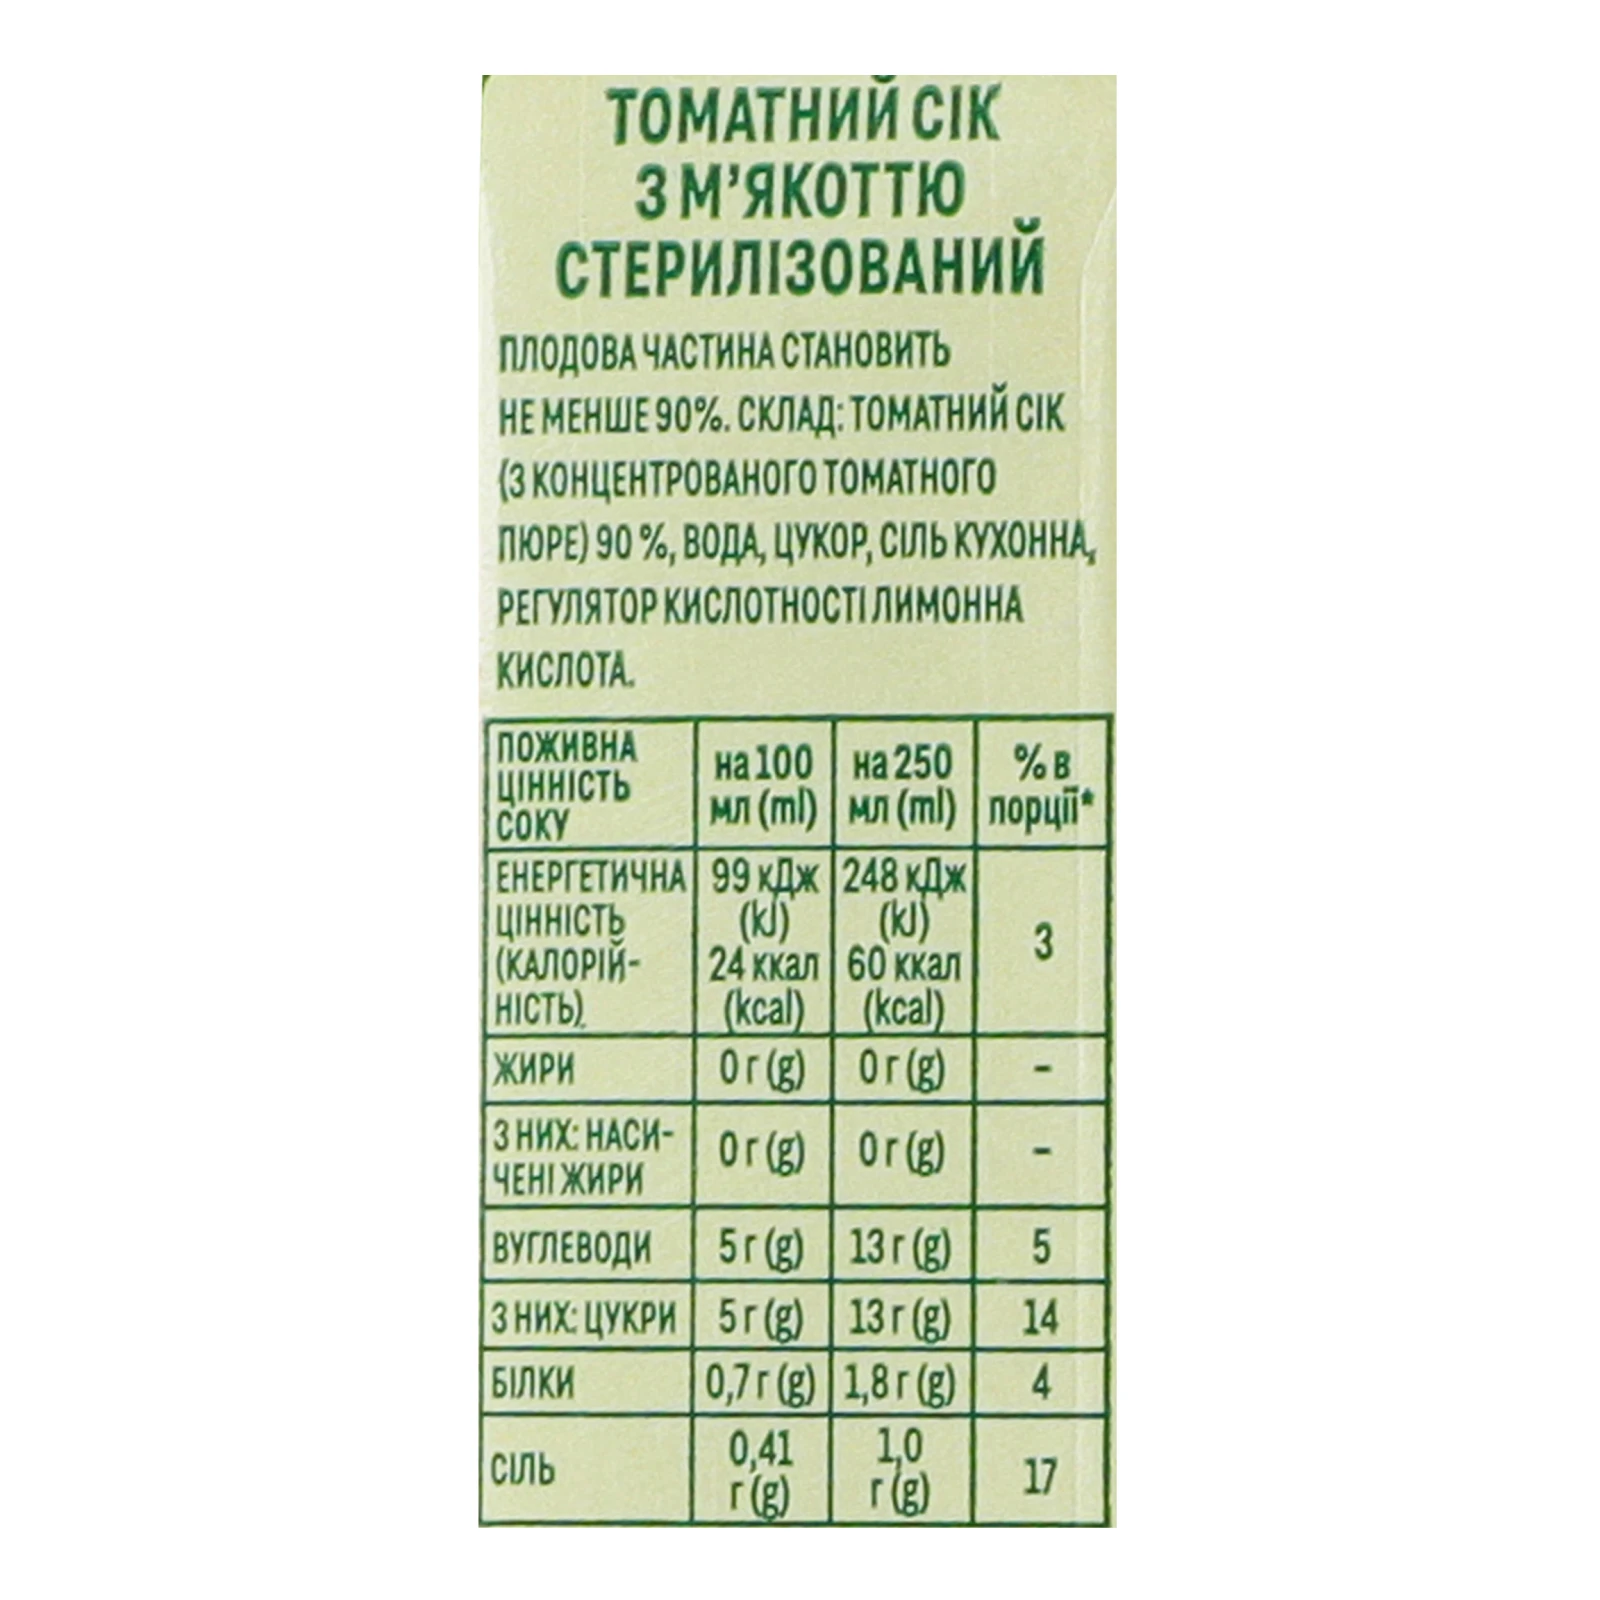 ТОМАТНИЙ СІК
З М’ЯКОТТЮ
СТЕРИЛІЗОВАНИЙ
ПЛОДОВА ЧАСТИНА СТАНОВИТЬ
НЕ МЕНШЕ 90%. СКЛАД: ТОМАТНИЙ СІК
(З КОНЦЕНТРОВАНОГО ТОМАТНОГО
ПЮРЕ) 90 %, ВОДА, ЦУКОР, СІЛЬ КУХОННА,
РЕГУЛЯТОР КИСЛОТНОСТІ ЛИМОННА
КИСЛОТА.
ПОЖИВНА
ЦІННІСТЬ
СОКУ
на 100
мл (ml)
на 250
мл (ml)
% в
порції*
ЕНЕРГЕТИЧНА
ЦІННІСТЬ
(КАЛОРІЙ-
НІСТЬ)
99 кДж
(kJ)
24 ккал
(kcal)
248 кДж
(kJ)
60 ккал
(kcal)
3
ЖИРИ
0 г (g)
0 г (g)
–
З НИХ: НАСИ-
ЧЕНІ ЖИРИ
0 г (g)
0 г (g)
–
ВУГЛЕВОДИ
5 г (g)
13 г (g)
5
З НИХ: ЦУКРИ
5 г (g)
13 г (g)
14
БІЛКИ
0,7 г (g)
1,8 г (g)
4
СІЛЬ
0,41
г (g)
1,0
г (g)
17